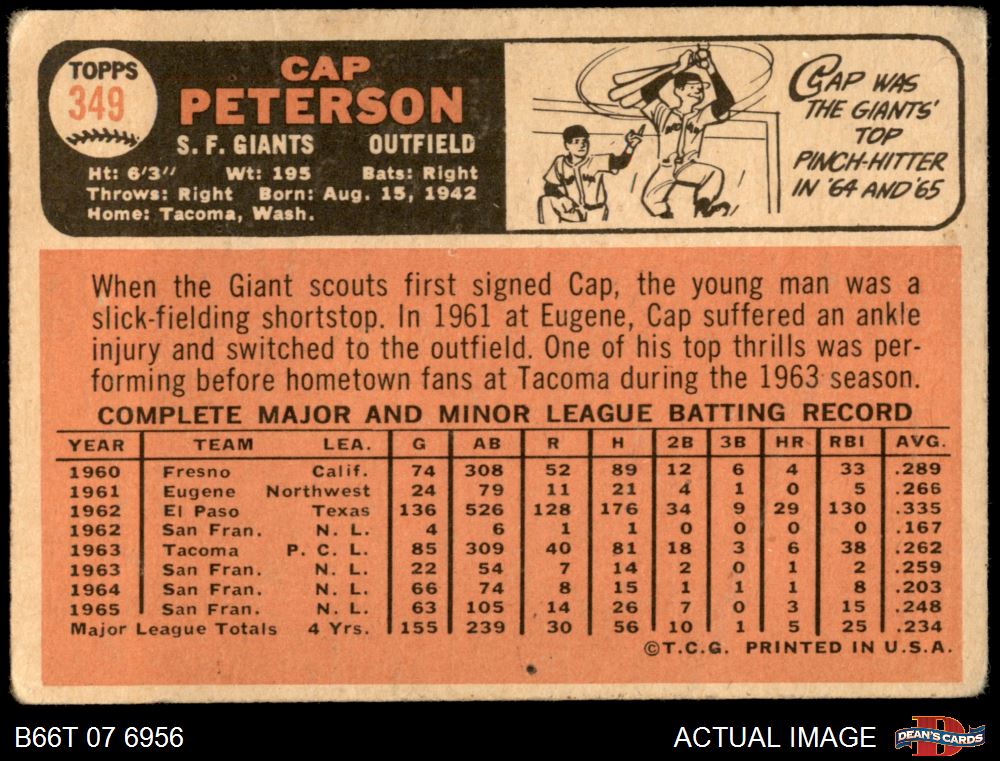 TOPPS
349
CAP
PETERSON
S. F. GIANTS OUTFIELD
Ht: 6'3" Wt: 195 Bats: Right
Throws: Right Born: Aug. 15, 1942
Home: Tacoma, Wash.
CAP WAS
THE GIANTS'
TOP
PINCH-HITTER
IN '64 AND '65
When the Giant scouts first signed Cap, the young man was a
slick-fielding shortstop. In 1961 at Eugene, Cap suffered an ankle
injury and switched to the outfield. One of his top thrills was per-
forming before hometown fans at Tacoma during the 1963 season.
COMPLETE MAJOR AND MINOR LEAGUE BATTING RECORD
YEAR TEAM LEA. G AB R H 2B 3B HR RBI AVG.
1960 Fresno Calif. 74 308 52 89 12 6 4 33 .289
1961 Eugene Northwest 24 79 11 21 4 1 0 5 .266
1962 El Paso Texas 136 526 128 176 34 9 29 130 .335
1962 San Fran. N. L. 4 6 1 1 0 0 0 0 .167
1963 Tacoma P. C. L. 85 309 40 81 18 3 6 38 .262
1963 San Fran. N. L. 22 54 7 14 2 0 1 2 .259
1964 San Fran. N. L. 66 74 8 15 1 1 1 8 .203
1965 San Fran. N. L. 63 105 14 26 7 0 3 15 .248
Major League Totals 4 Yrs. 155 239 30 56 10 1 5 25 .234
©T.C.G. PRINTED IN U.S.A.
B66T 07 6956
ACTUAL IMAGE
DEAN'S CARDS